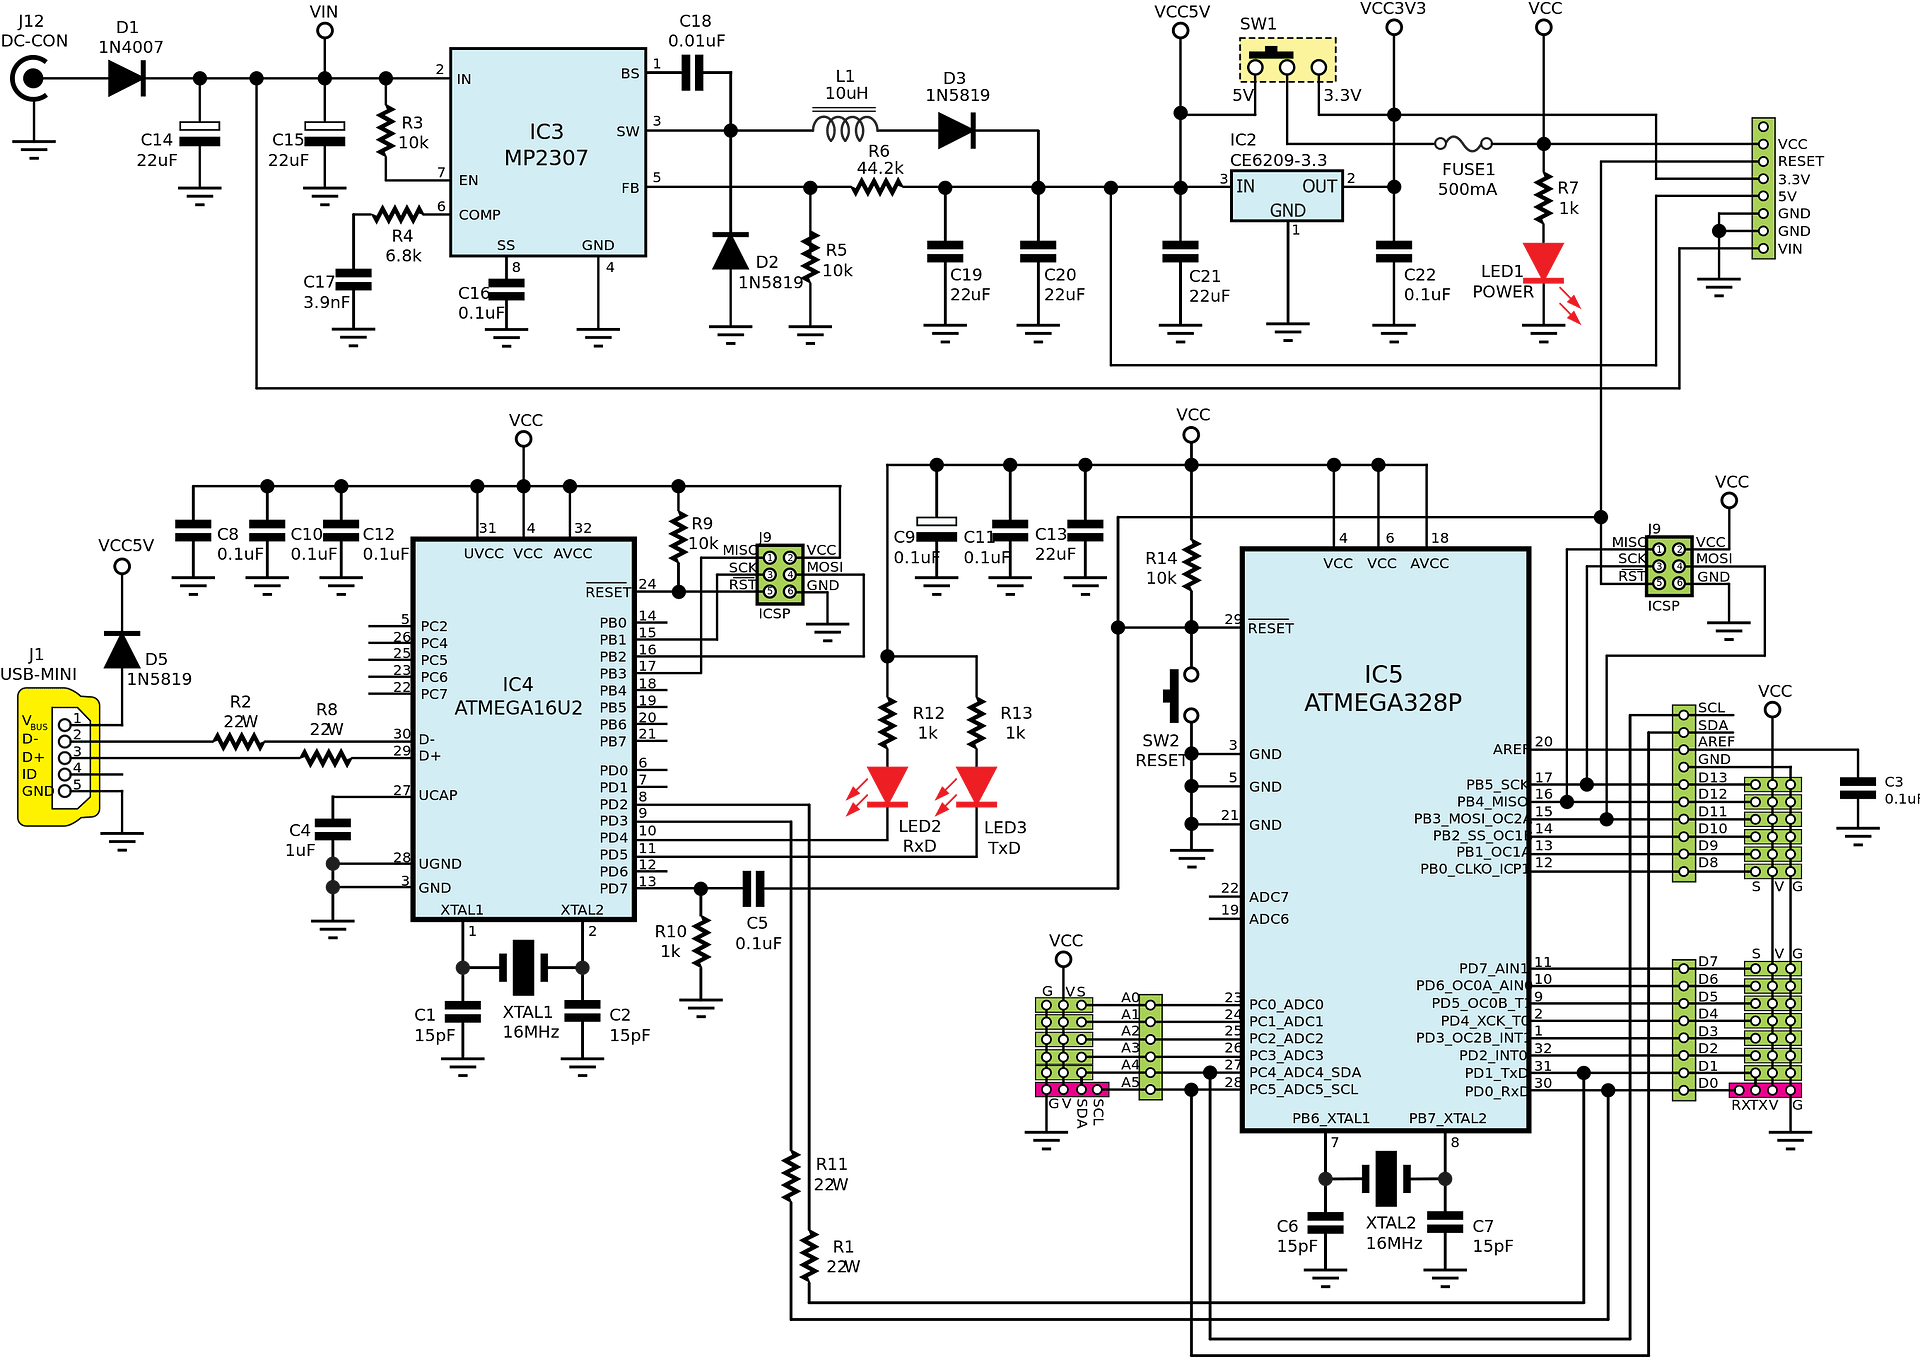 J12
DC-CON
D1
1N4007
VIN
C14
22uF
C15
22uF
R3
10k
2
IN
7
EN
6
COMP
R4
6.8k
C17
3.9nF
IC3
MP2307
BS
1
SW
3
FB
5
SS
8
GND
4
C16
0.1uF
C18
0.01uF
L1
10uH
D3
1N5819
R6
44.2k
D2
1N5819
R5
10k
C19
22uF
C20
22uF
VCC5V
SW1
5V
3.3V
VCC3V3
VCC
IC2
CE6209-3.3
3
IN
OUT
2
GND
1
C21
22uF
C22
0.1uF
FUSE1
500mA
R7
1k
LED1
POWER
VCC
RESET
3.3V
5V
GND
GND
VIN
VCC
C8
0.1uF
C10
0.1uF
C12
0.1uF
31
4
32
UVCC
VCC
AVCC
R9
10k
J9
MISO
SCK
RST
1
2
3
4
5
6
VCC
MOSI
GND
ICSP
VCC5V
D5
1N5819
J1
USB-MINI
VBUS
D-
D+
ID
GND
1
2
3
4
5
R2
22W
R8
22W
5
PC2
26
PC4
25
PC5
23
PC6
22
PC7
30
D-
29
D+
27
UCAP
28
UGND
3
GND
C4
1uF
IC4
ATMEGA16U2
RESET
24
PB0
14
PB1
15
PB2
16
PB3
17
PB4
18
PB5
19
PB6
20
PB7
21
PD0
6
PD1
7
PD2
8
PD3
9
PD4
10
PD5
11
PD6
12
PD7
13
XTAL1
XTAL2
1
2
C1
15pF
XTAL1
16MHz
C2
15pF
R10
1k
C5
0.1uF
R12
1k
R13
1k
LED2
RxD
LED3
TxD
R11
22W
R1
22W
VCC
C9
0.1uF
C11
0.1uF
C13
22uF
R14
10k
4
6
18
VCC
VCC
AVCC
29
RESET
SW2
RESET
3
GND
5
GND
21
GND
22
ADC7
19
ADC6
IC5
ATMEGA328P
23
PC0_ADC0
24
PC1_ADC1
25
PC2_ADC2
26
PC3_ADC3
27
PC4_ADC4_SDA
28
PC5_ADC5_SCL
VCC
G
V
S
A0
A1
A2
A3
A4
A5
G
V
SDA
SCL
AREF
20
PB5_SCK
17
PB4_MISO
16
PB3_MOSI_OC2A
15
PB2_SS_OC1B
14
PB1_OC1A
13
PB0_CLKO_ICP1
12
PD7_AIN1
11
PD6_OC0A_AIN0
10
PD5_OC0B_T1
9
PD4_XCK_T0
2
PD3_OC2B_INT1
1
PD2_INT0
32
PD1_TxD
31
PD0_RxD
30
PB6_XTAL1
PB7_XTAL2
7
8
C6
15pF
XTAL2
16MHz
C7
15pF
VCC
J9
MISO
SCK
RST
1
2
3
4
5
6
VCC
MOSI
GND
ICSP
VCC
SCL
SDA
AREF
GND
D13
D12
D11
D10
D9
D8
S
V
G
C3
0.1uF
S
V
G
D7
D6
D5
D4
D3
D2
D1
D0
RX
TX
V
G